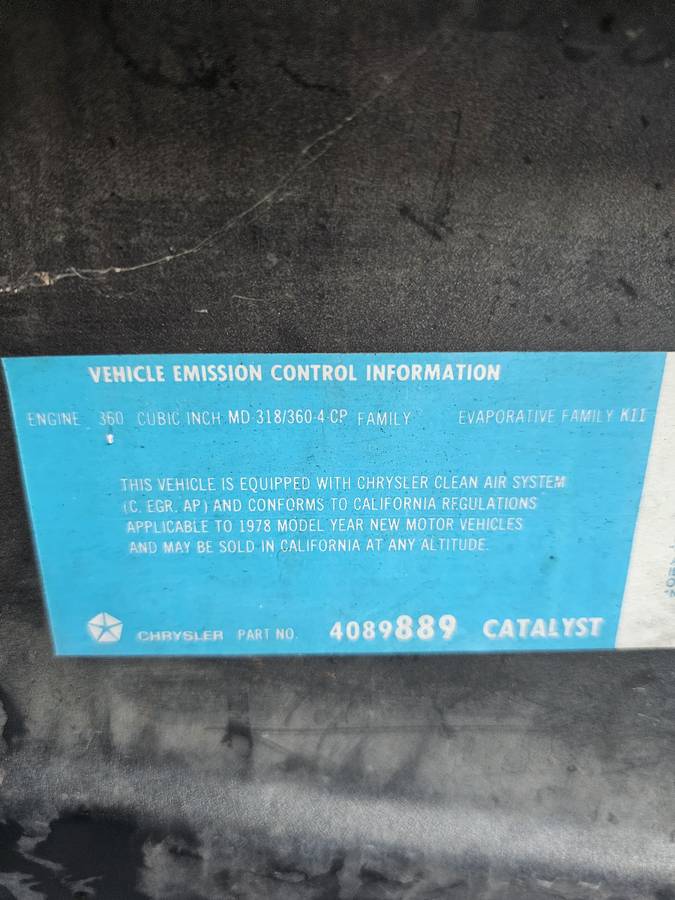 VEHICLE EMISSION CONTROL INFORMATION
ENGINE 360 CUBIC INCH MD 318/360-4-CP FAMILY EVAPORATIVE FAMILY KII
THIS VEHICLE IS EQUIPPED WITH CHRYSLER CLEAN AIR SYSTEM
(C. EGR. AP) AND CONFORMS TO CALIFORNIA REGULATIONS
APPLICABLE TO 1978 MODEL YEAR NEW MOTOR VEHICLES
AND MAY BE SOLD IN CALIFORNIA AT ANY ALTITUDE.
CHRYSLER PART NO. 4089889 CATALYST